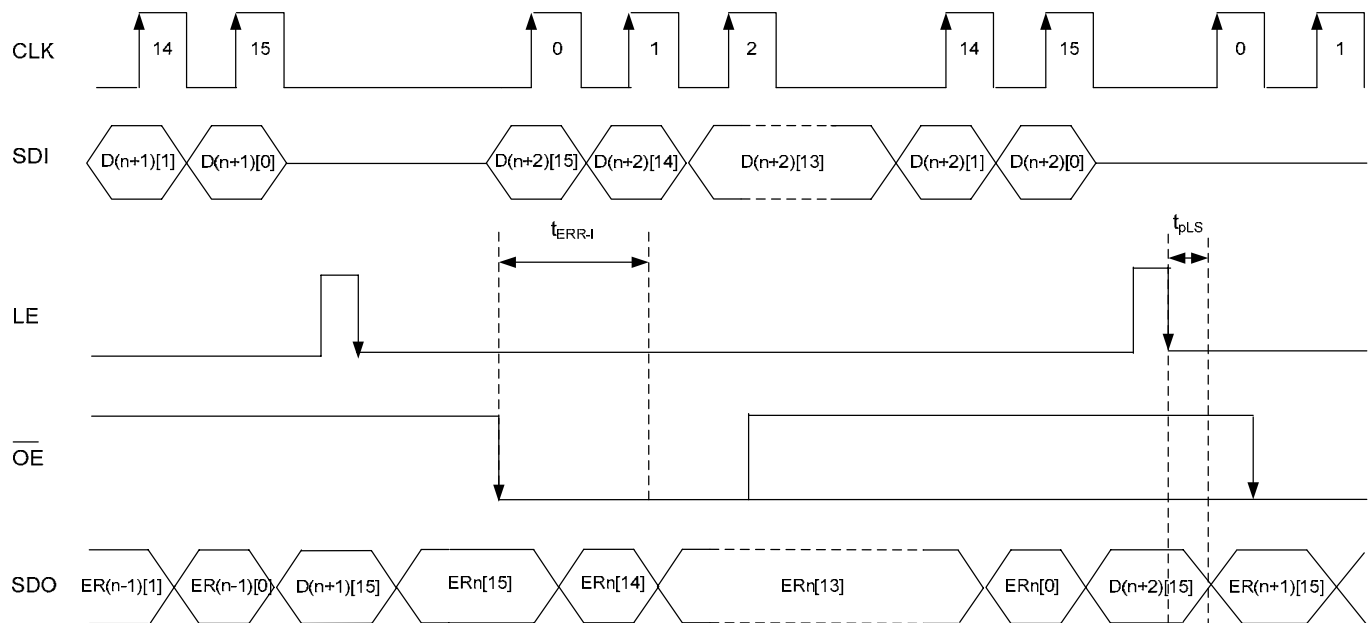 CLK 14 15 0 1 2 14 15 0 1
SDI D(n+1)[1] D(n+1)[0] D(n+2)[15] D(n+2)[14] D(n+2)[13] D(n+2)[1] D(n+2)[0]
tERR-I tpLS
LE
OE
SDO ER(n-1)[1] ER(n-1)[0] D(n+1)[15] ERn[15] ERn[14] ERn[13] ERn[0] D(n+2)[15] ER(n+1)[15]